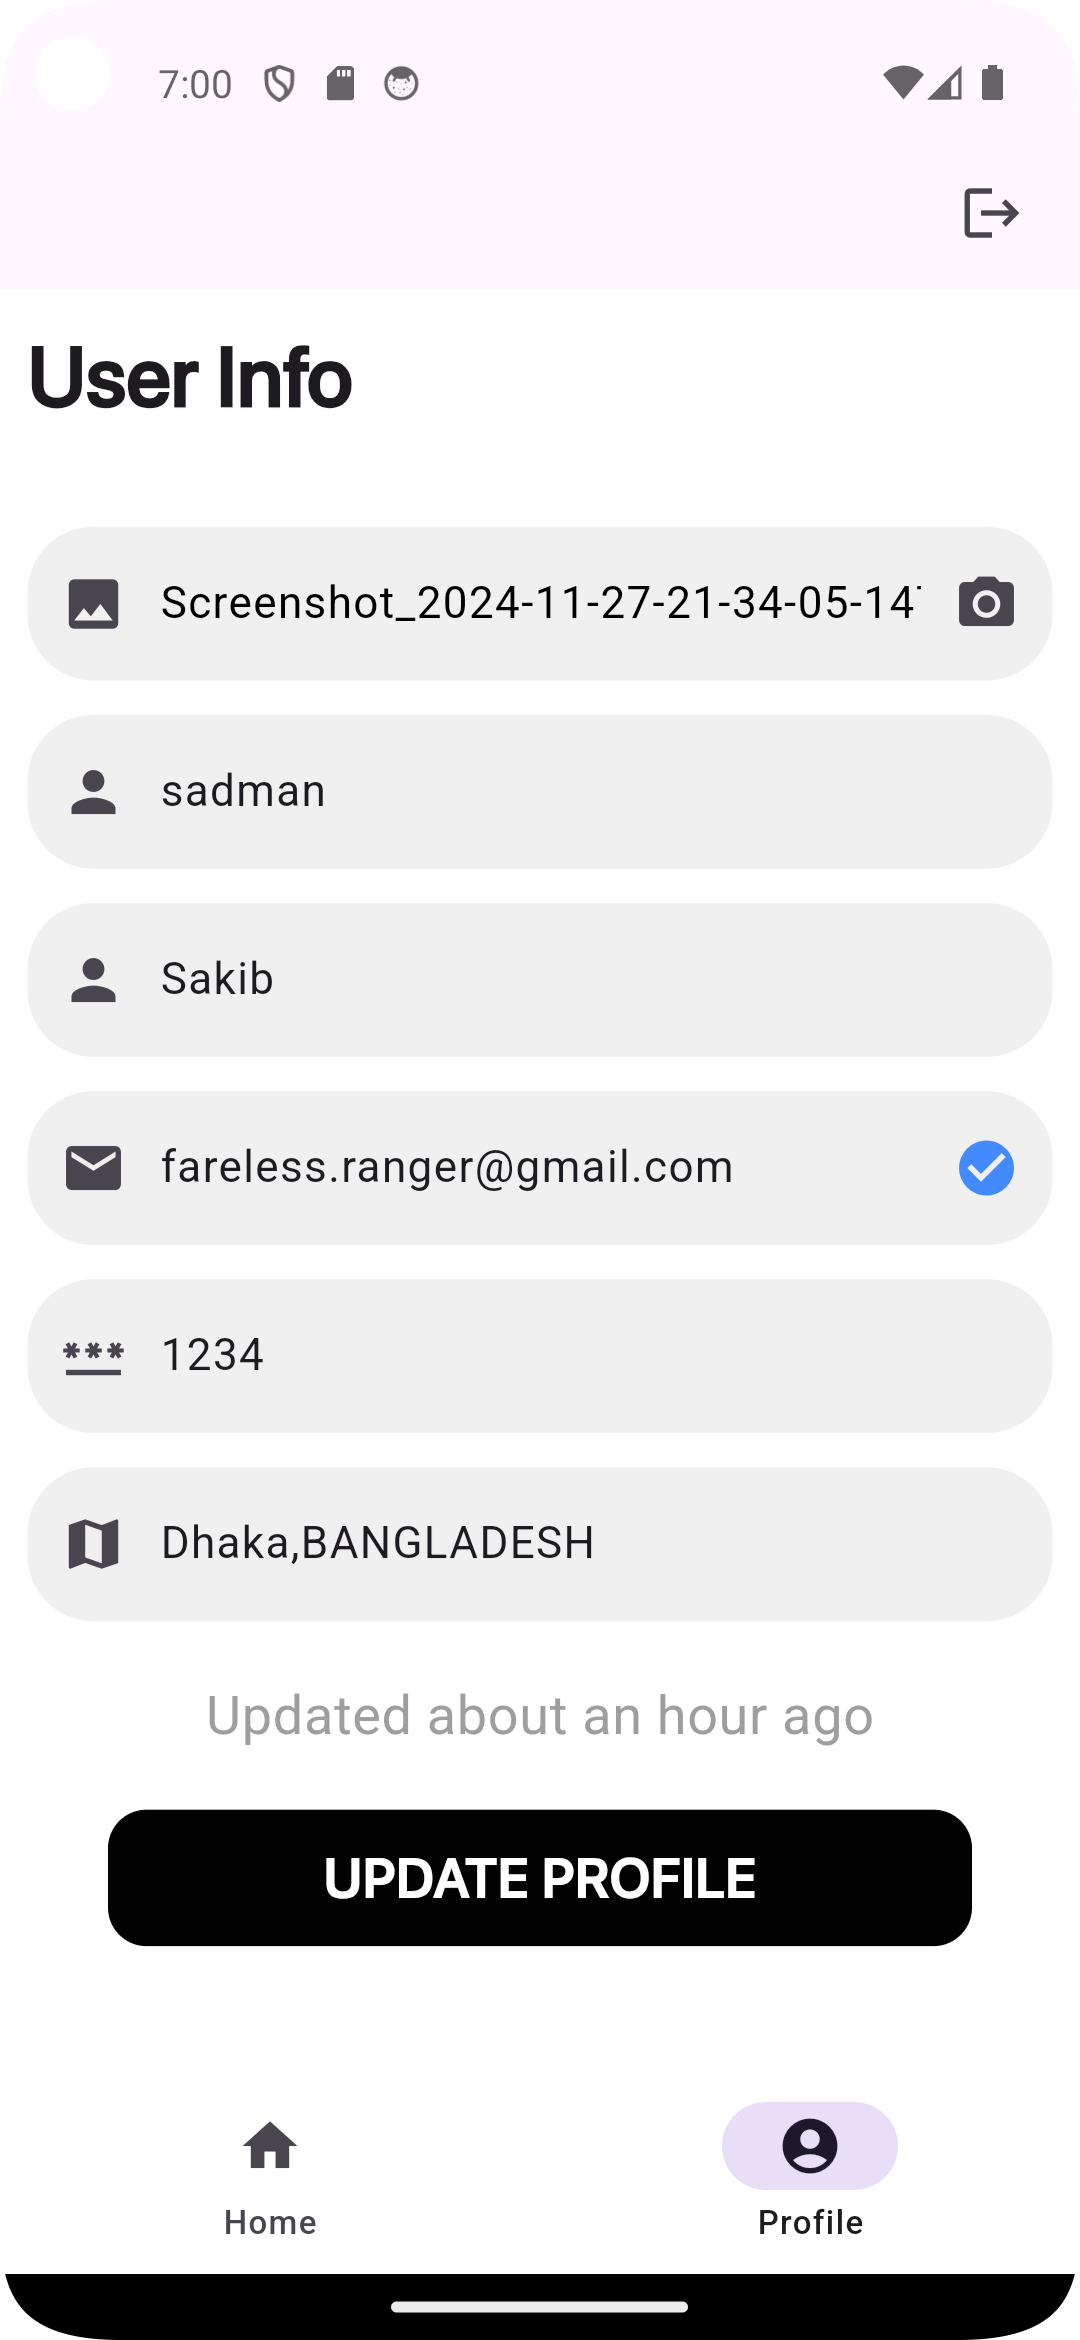 7:00
User Info
Screenshot_2024-11-27-21-34-05-14
sadman
Sakib
fareless.ranger@gmail.com
1234
Dhaka,BANGLADESH
Updated about an hour ago
UPDATE PROFILE
Home
Profile